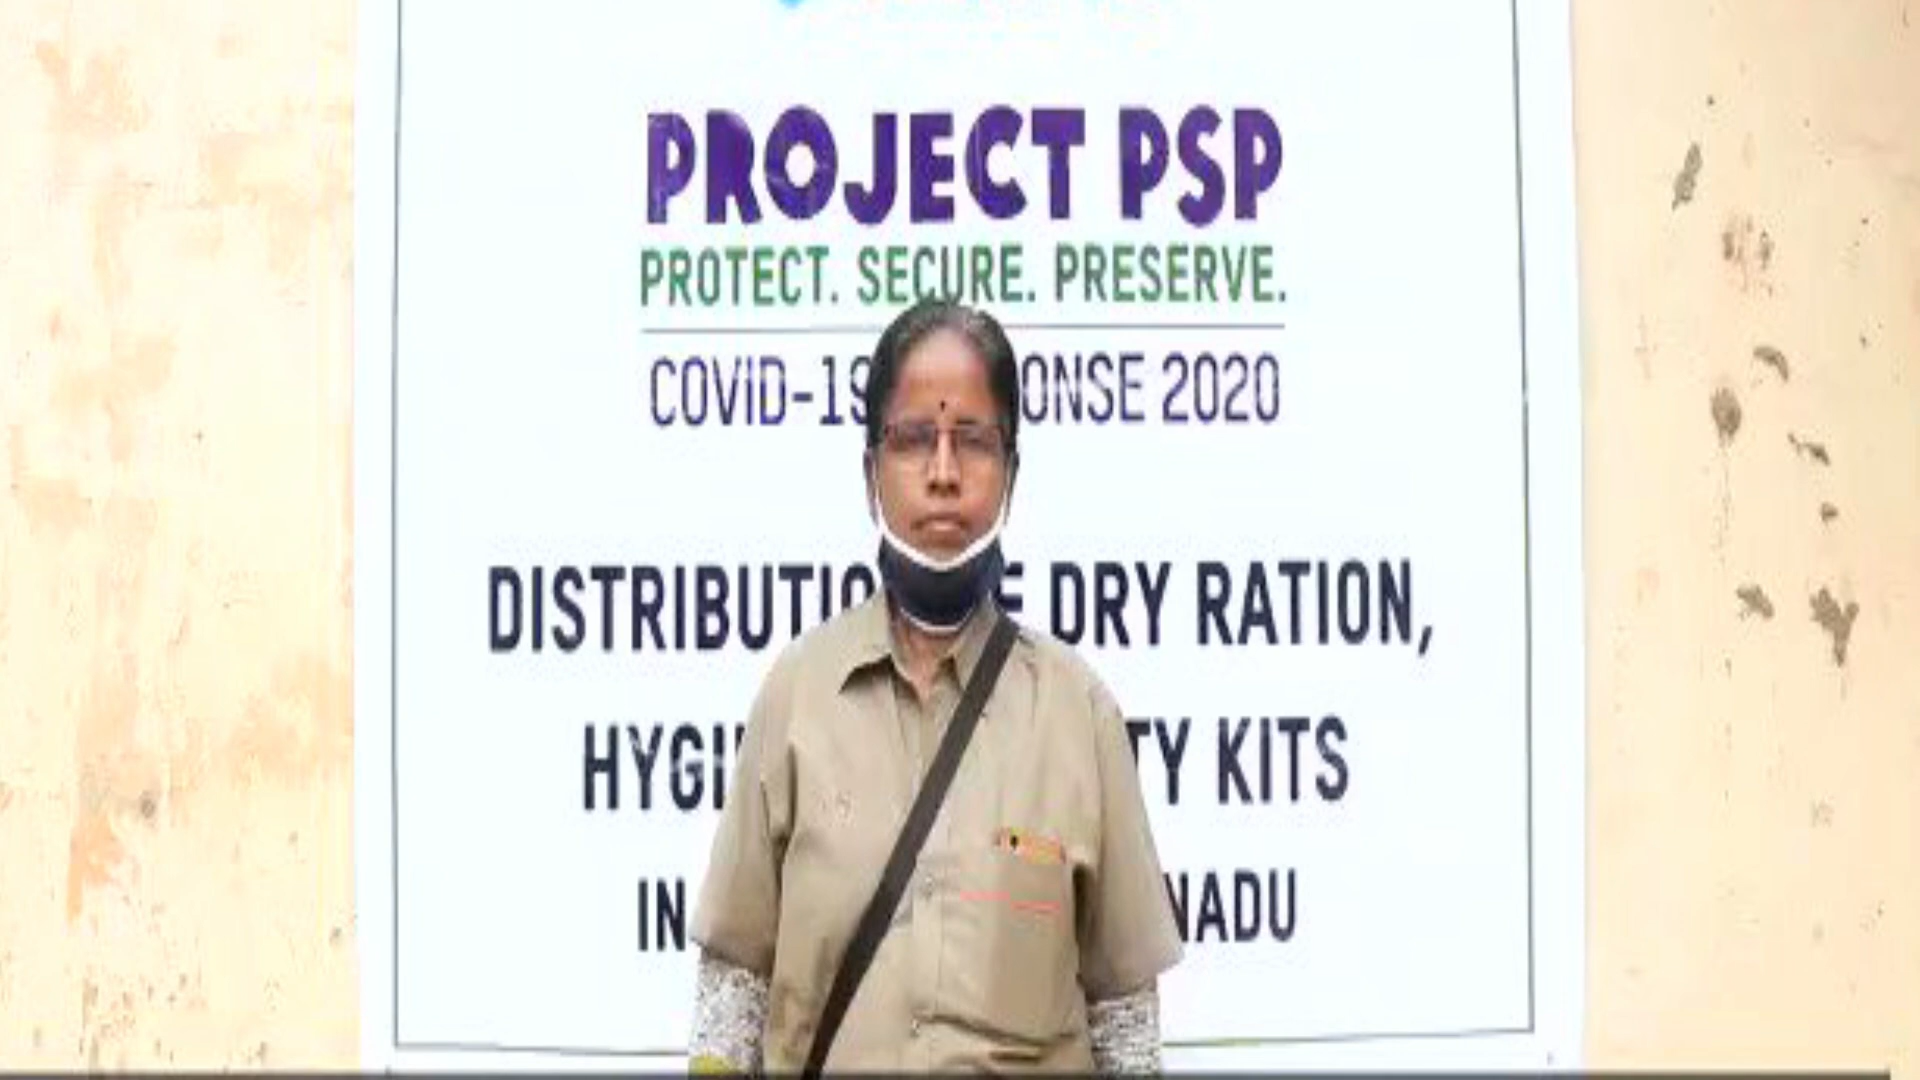 PROJECT PSP
PROTECT. SECURE. PRESERVE.
COVID-19 ONSE 2020
DISTRIBUTIO DRY RATION,
HYGI TY KITS
IN NADU